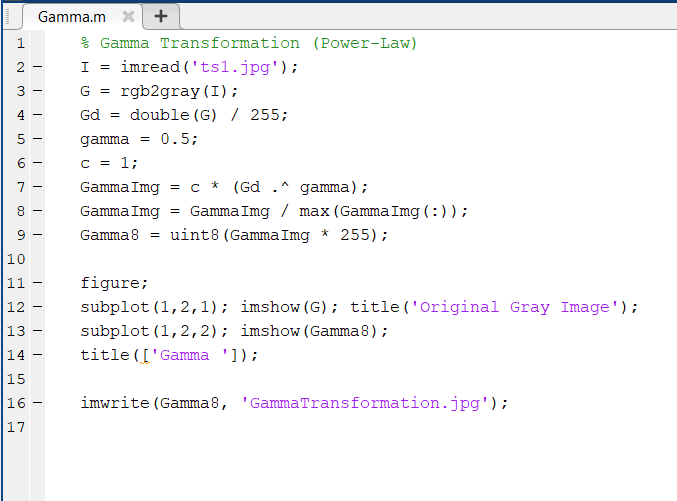 Gamma.m
1 % Gamma Transformation (Power-Law)
2 I = imread('ts1.jpg');
3 G = rgb2gray(I);
4 Gd = double(G) / 255;
5 gamma = 0.5;
6 c = 1;
7 GammaImg = c * (Gd .^ gamma);
8 GammaImg = GammaImg / max(GammaImg(:));
9 Gamma8 = uint8(GammaImg * 255);
10
11 figure;
12 subplot(1,2,1); imshow(G); title('Original Gray Image');
13 subplot(1,2,2); imshow(Gamma8);
14 title(['Gamma ']);
15
16 imwrite(Gamma8, 'GammaTransformation.jpg');
17